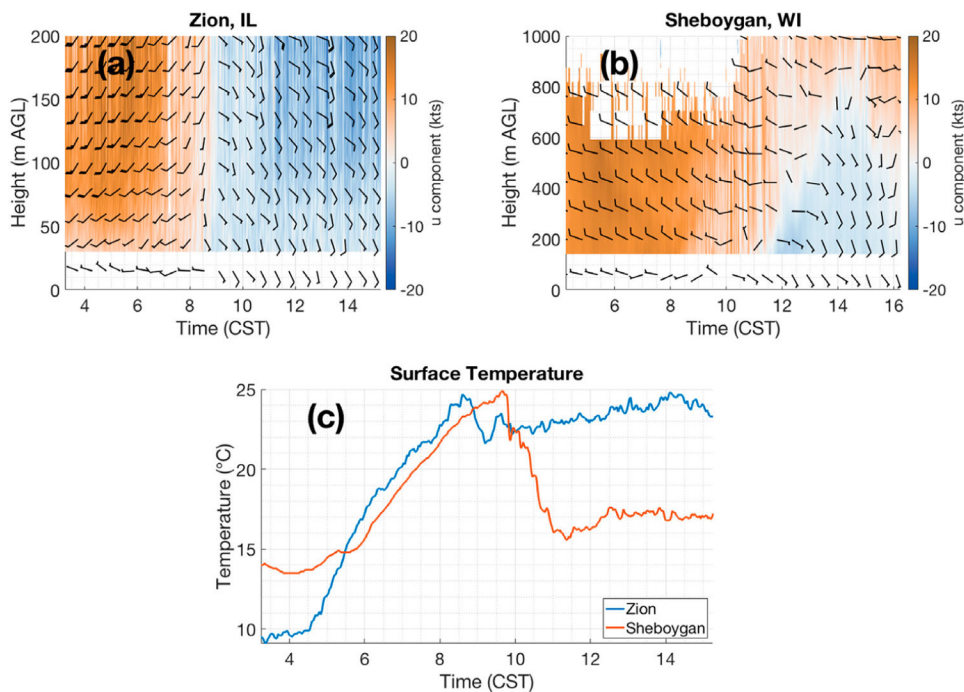 Zion, IL
(a)
200
150
100
50
0
Height (m AGL)
4 6 8 10 12 14
Time (CST)
20
10
0
-10
-20
u component (kts)
Sheboygan, WI
(b)
1000
800
600
400
200
0
Height (m AGL)
6 8 10 12 14 16
Time (CST)
20
10
0
-10
-20
u component (kts)
Surface Temperature
(c)
25
20
15
10
Temperature (°C)
4 6 8 10 12 14
Time (CST)
Zion
Sheboygan